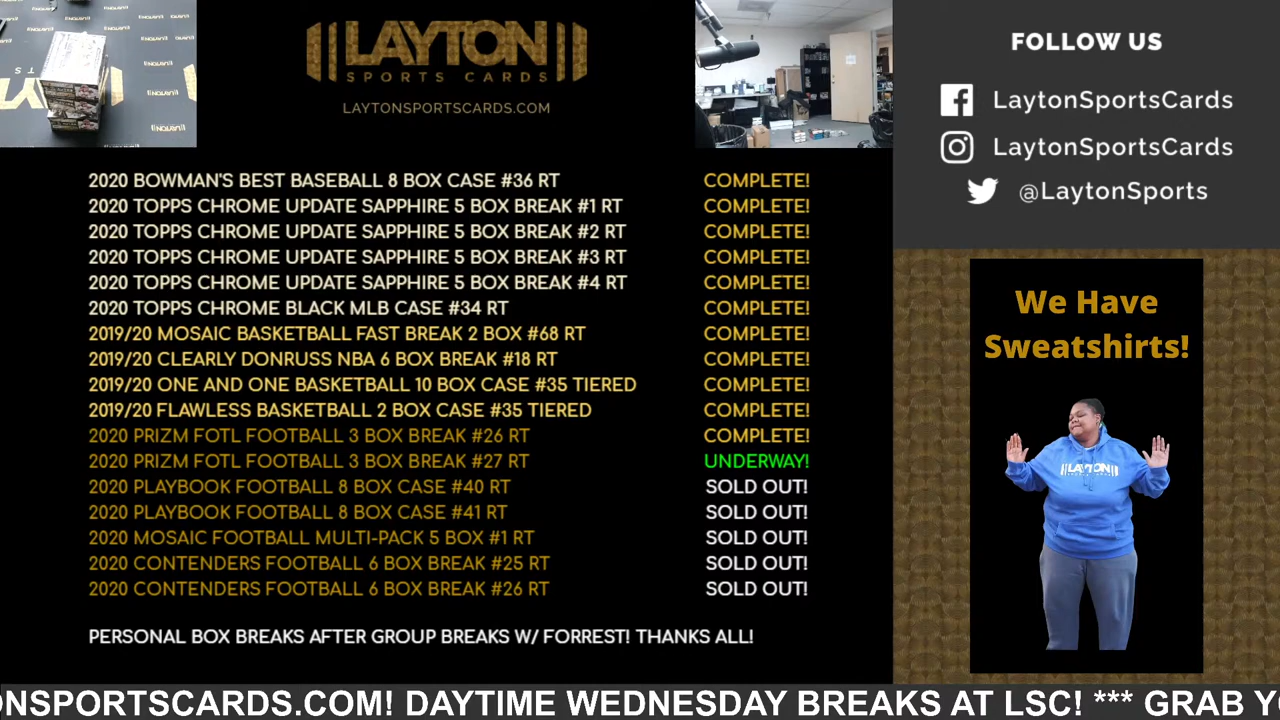 LAYTON
SPORTS CARDS
LAYTONSPORTSCARDS.COM
FOLLOW US
LaytonSportsCards
LaytonSportsCards
@LaytonSports
2020 BOWMAN'S BEST BASEBALL 8 BOX CASE #36 RT COMPLETE!
2020 TOPPS CHROME UPDATE SAPPHIRE 5 BOX BREAK #1 RT COMPLETE!
2020 TOPPS CHROME UPDATE SAPPHIRE 5 BOX BREAK #2 RT COMPLETE!
2020 TOPPS CHROME UPDATE SAPPHIRE 5 BOX BREAK #3 RT COMPLETE!
2020 TOPPS CHROME UPDATE SAPPHIRE 5 BOX BREAK #4 RT COMPLETE!
2020 TOPPS CHROME BLACK MLB CASE #34 RT COMPLETE!
2019/20 MOSAIC BASKETBALL FAST BREAK 2 BOX #68 RT COMPLETE!
2019/20 CLEARLY DONRUSS NBA 6 BOX BREAK #18 RT COMPLETE!
2019/20 ONE AND ONE BASKETBALL 10 BOX CASE #35 TIERED COMPLETE!
2019/20 FLAWLESS BASKETBALL 2 BOX CASE #35 TIERED COMPLETE!
2020 PRIZM FOTL FOOTBALL 3 BOX BREAK #26 RT COMPLETE!
2020 PRIZM FOTL FOOTBALL 3 BOX BREAK #27 RT UNDERWAY!
2020 PLAYBOOK FOOTBALL 8 BOX CASE #40 RT SOLD OUT!
2020 PLAYBOOK FOOTBALL 8 BOX CASE #41 RT SOLD OUT!
2020 MOSAIC FOOTBALL MULTI-PACK 5 BOX #1 RT SOLD OUT!
2020 CONTENDERS FOOTBALL 6 BOX BREAK #25 RT SOLD OUT!
2020 CONTENDERS FOOTBALL 6 BOX BREAK #26 RT SOLD OUT!
PERSONAL BOX BREAKS AFTER GROUP BREAKS W/ FORREST! THANKS ALL!
We Have
Sweatshirts!
LAYTON
ONSPORTSCARDS.COM! DAYTIME WEDNESDAY BREAKS AT LSC! *** GRAB YO